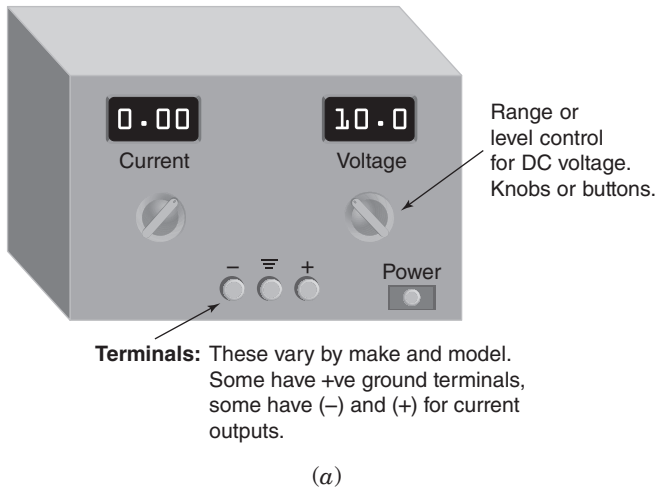 0.00
10.0
Current
Voltage
Range or
level control
for DC voltage.
Knobs or buttons.
− +
Power
Terminals: These vary by make and model.
Some have +ve ground terminals,
some have (–) and (+) for current
outputs.
(a)